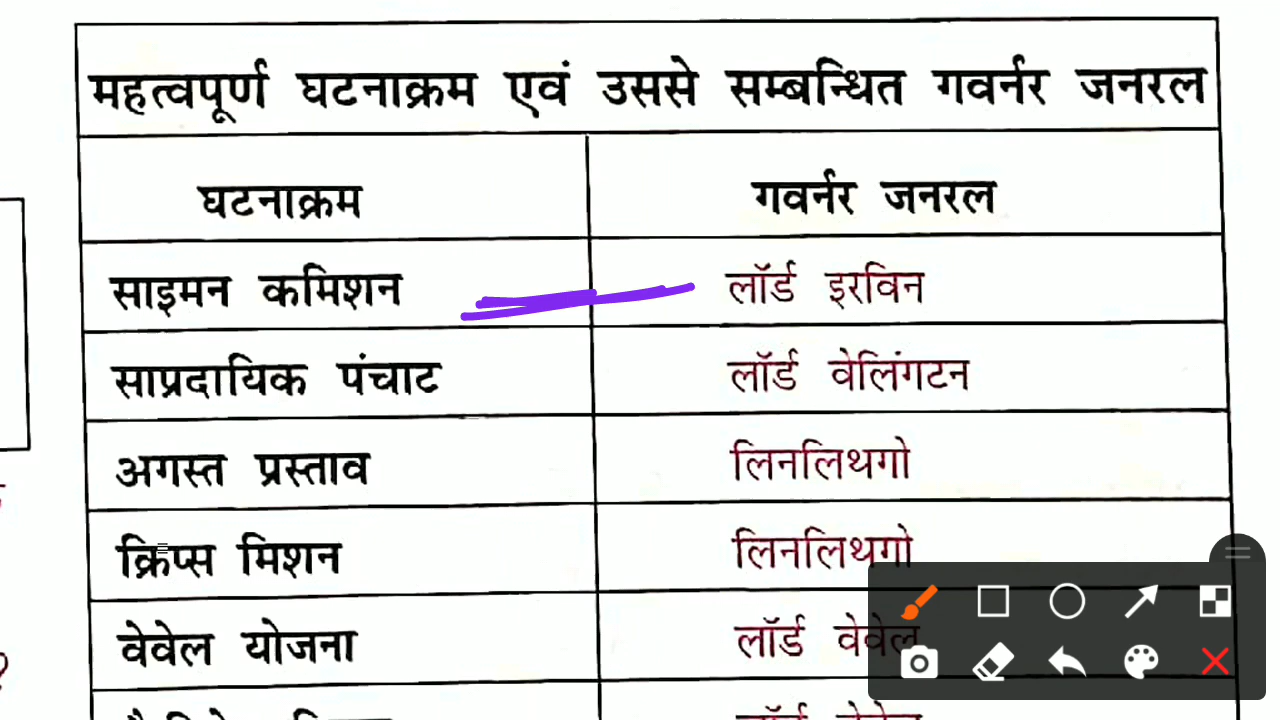 महत्वपूर्ण घटनाक्रम एवं उससे सम्बन्धित गवर्नर जनरल
घटनाक्रम गवर्नर जनरल
साइमन कमिशन लॉर्ड इरविन
साप्रदायिक पंचाट लॉर्ड वेलिंगटन
अगस्त प्रस्ताव लिनलिथगो
क्रिप्स मिशन लिनलिथगो
वेवेल योजना लॉर्ड वेवेल